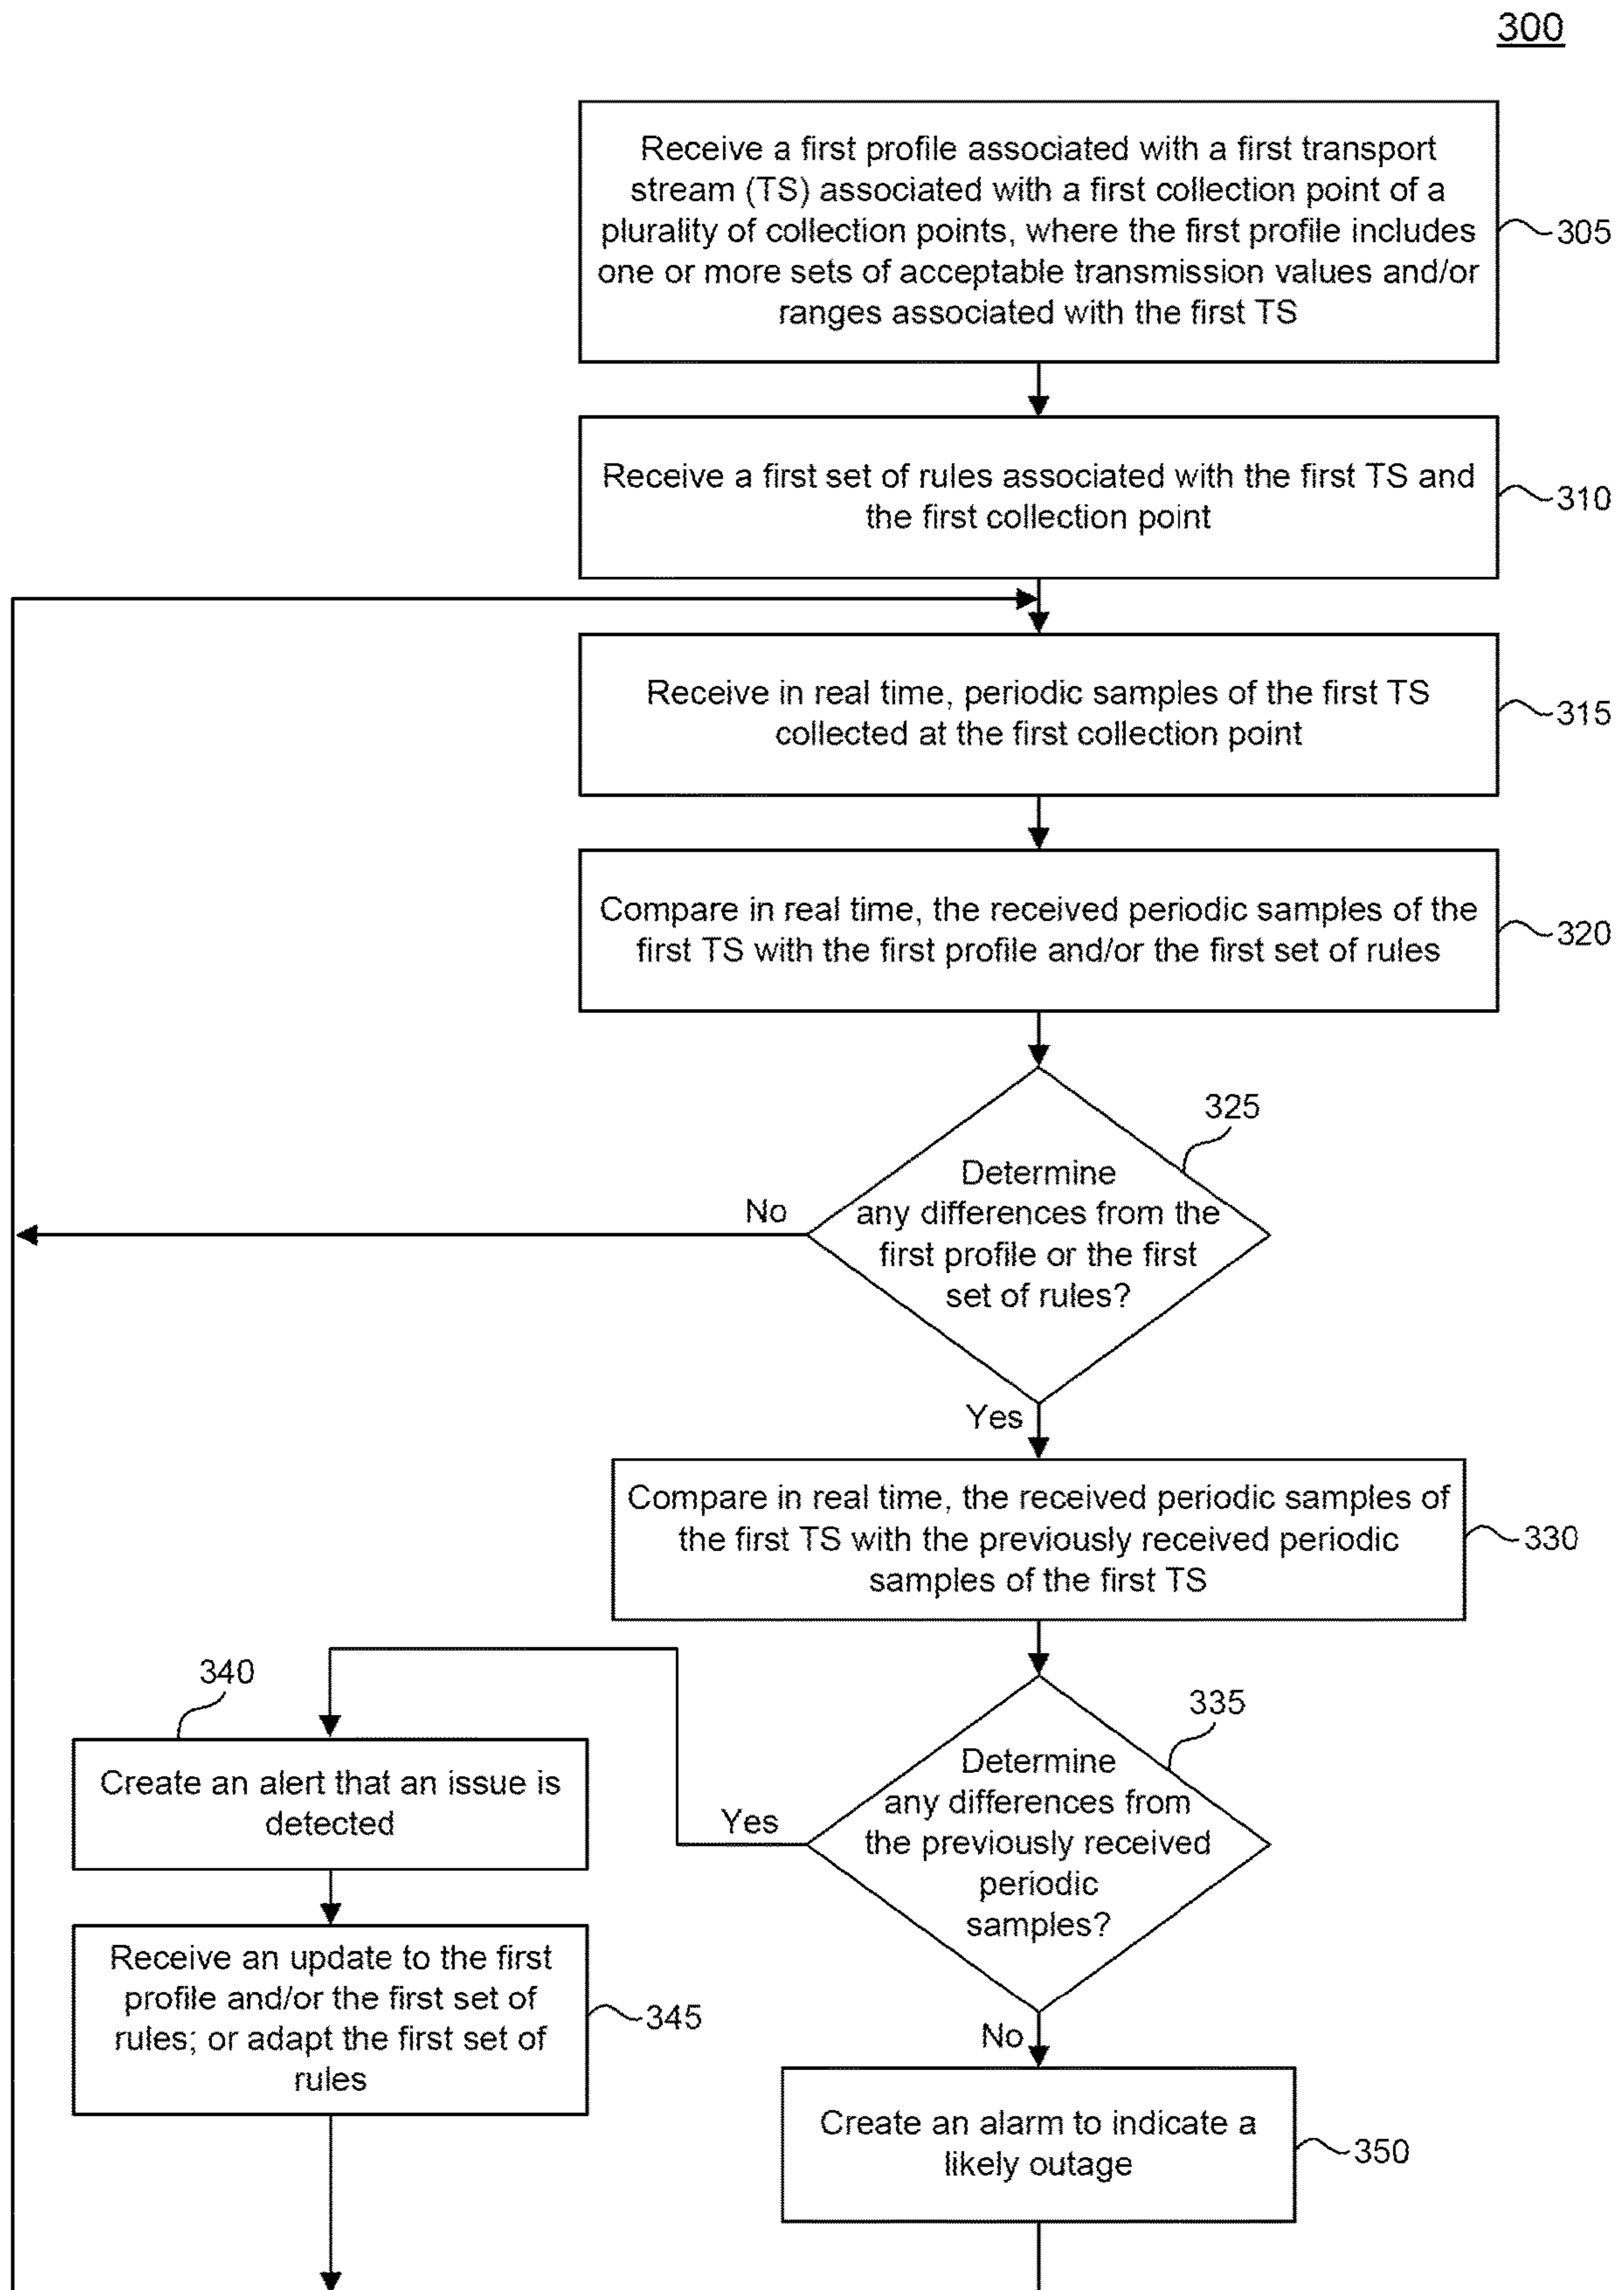 300
Receive a first profile associated with a first transport
stream (TS) associated with a first collection point of a
plurality of collection points, where the first profile includes
one or more sets of acceptable transmission values and/or
ranges associated with the first TS
305
Receive a first set of rules associated with the first TS and
the first collection point
310
Receive in real time, periodic samples of the first TS
collected at the first collection point
315
Compare in real time, the received periodic samples of the
first TS with the first profile and/or the first set of rules
320
325
Determine
any differences from the
first profile or the first
set of rules?
No
Yes
Compare in real time, the received periodic samples of
the first TS with the previously received periodic
samples of the first TS
330
335
Determine
any differences from
the previously received
periodic
samples?
Yes
No
340
Create an alert that an issue is
detected
Receive an update to the first
profile and/or the first set of
rules; or adapt the first set of
rules
345
Create an alarm to indicate a
likely outage
350